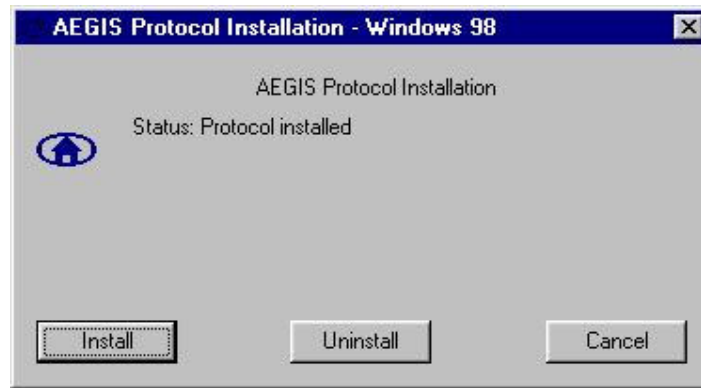 AEGIS Protocol Installation - Windows 98
AEGIS Protocol Installation
Status: Protocol installed
Install Uninstall Cancel